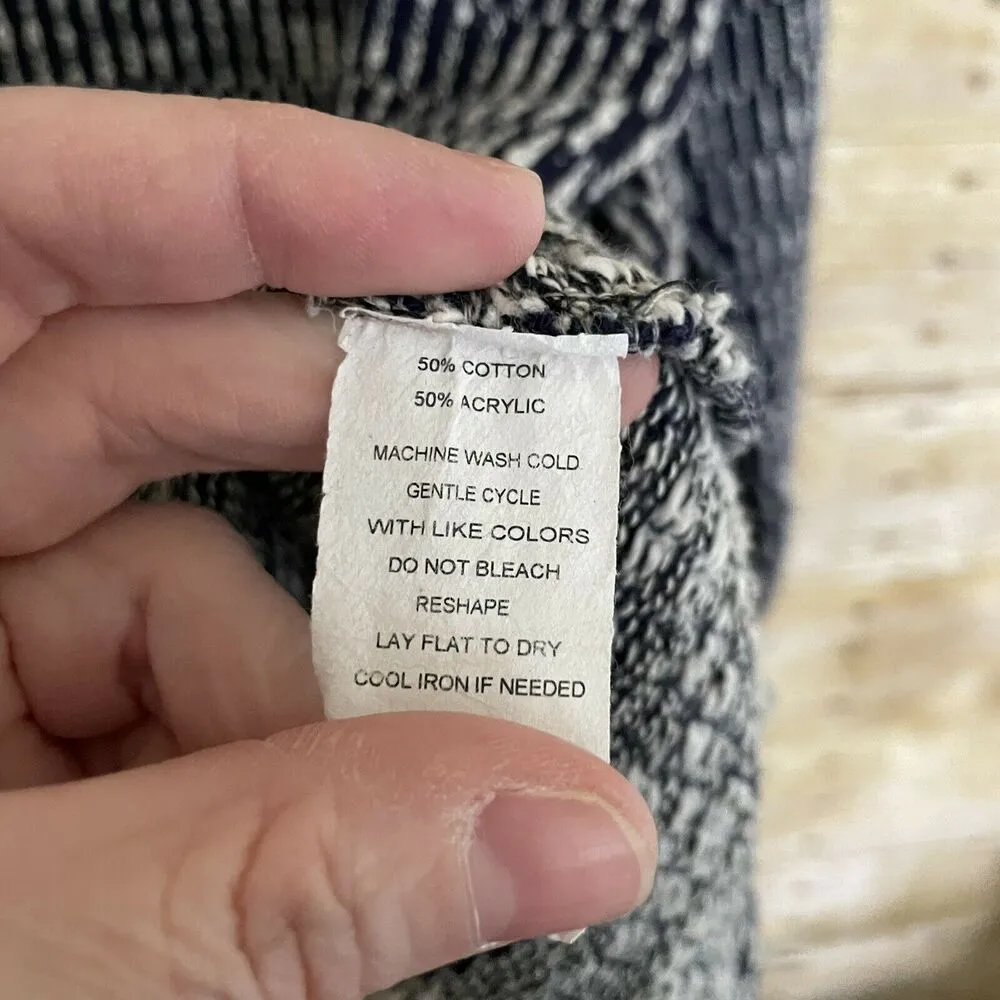 50% COTTON
50% ACRYLIC
MACHINE WASH COLD
GENTLE CYCLE
WITH LIKE COLORS
DO NOT BLEACH
RESHAPE
LAY FLAT TO DRY
COOL IRON IF NEEDED